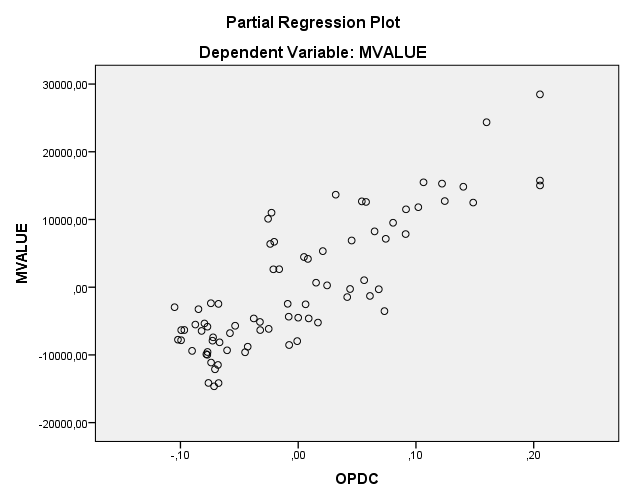 Partial Regression Plot
Dependent Variable: MVALUE
30000,00
20000,00
10000,00
,00
-10000,00
-20000,00
MVALUE
-,10
,00
,10
,20
OPDC